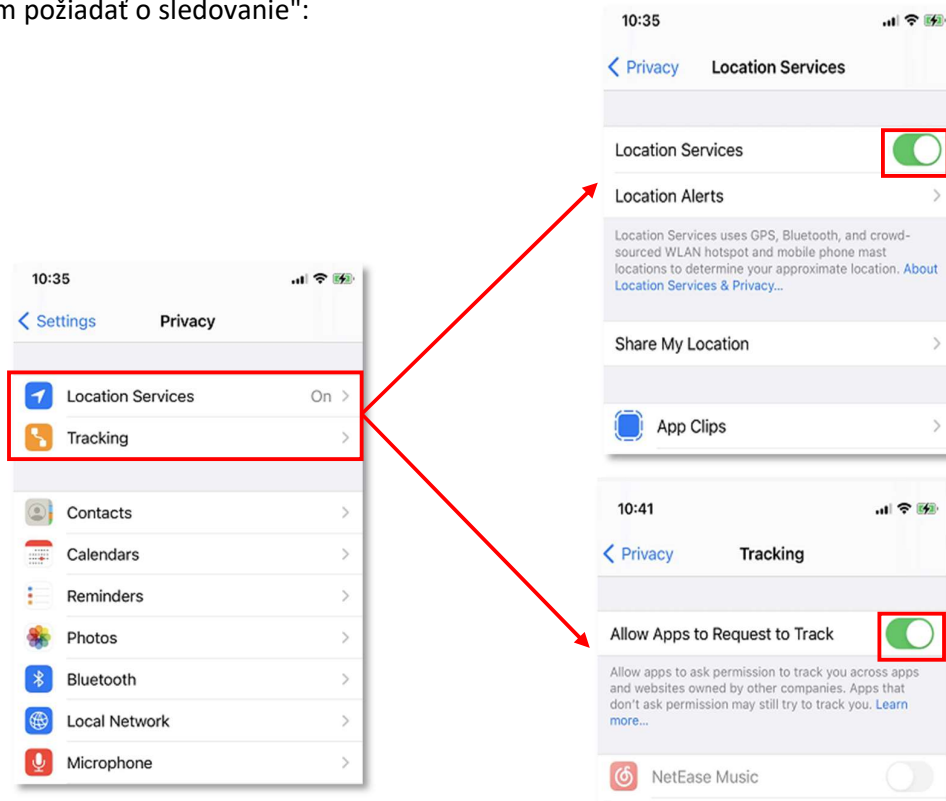 m požiadať o sledovanie":
10:35
Settings
Privacy
Location Services
On
Tracking
Contacts
Calendars
Reminders
Photos
Bluetooth
Local Network
Microphone
10:35
Privacy
Location Services
Location Services
Location Alerts
Location Services uses GPS, Bluetooth, and crowd-
sourced WLAN hotspot and mobile phone mast
locations to determine your approximate location. About
Location Services & Privacy...
Share My Location
App Clips
10:41
Privacy
Tracking
Allow Apps to Request to Track
Allow apps to ask permission to track you across apps
and websites owned by other companies. Apps that
don't ask permission may still try to track you. Learn
more...
NetEase Music